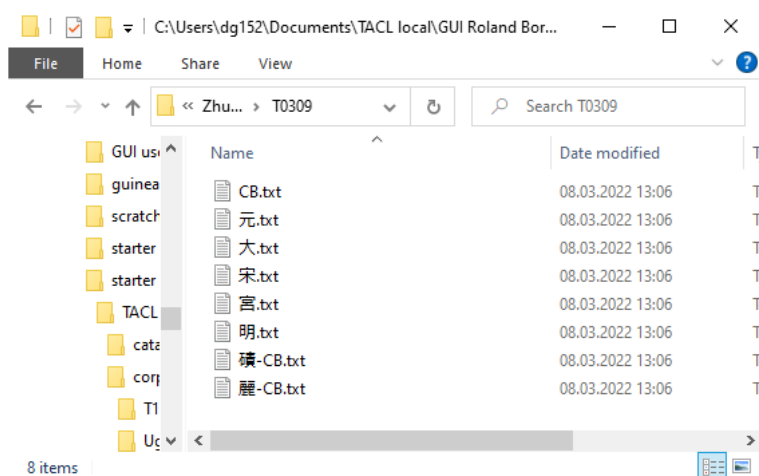 C:\Users\dg152\Documents\TACL local\GUI Roland Bor...
File Home Share View
« Zhu... > T0309 Search T0309
GUI use
guinea
scratch
starter
starter
TACL
cata
corp
T1
Ug
Name Date modified T
CB.txt 08.03.2022 13:06 T
元.txt 08.03.2022 13:06 T
大.txt 08.03.2022 13:06 T
宋.txt 08.03.2022 13:06 T
宮.txt 08.03.2022 13:06 T
明.txt 08.03.2022 13:06 T
磧-CB.txt 08.03.2022 13:06 T
麗-CB.txt 08.03.2022 13:06 T
8 items